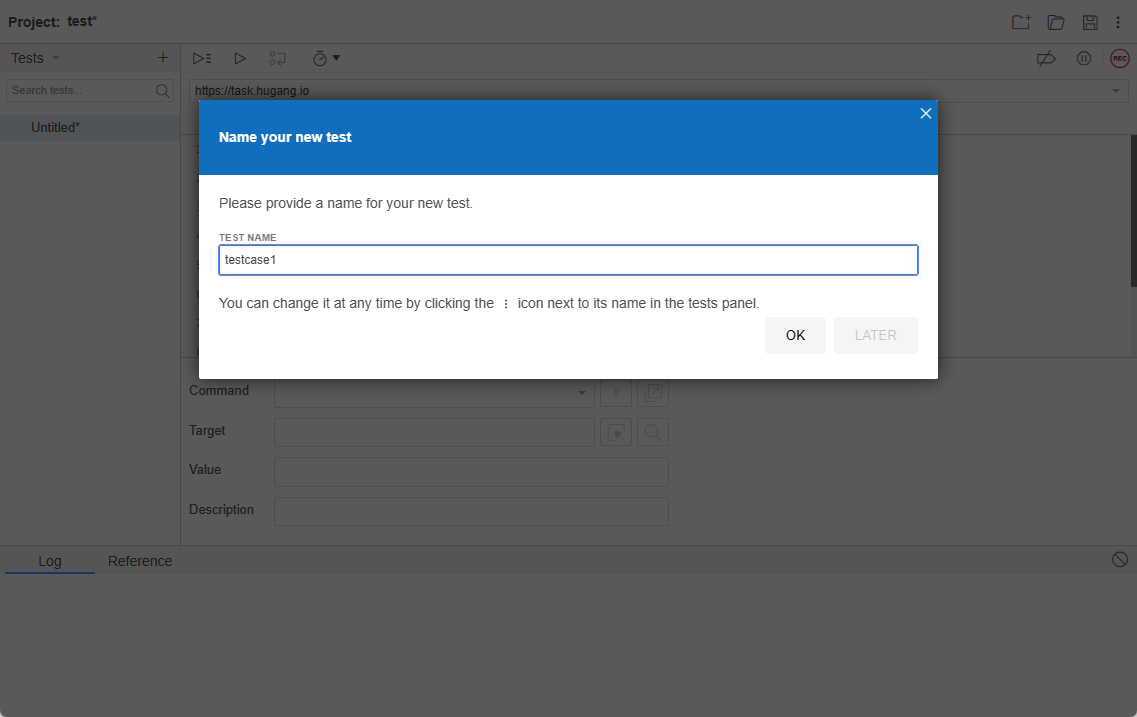 Project: test*
Tests
REC
Search tests...
https://task.hugang.io
Untitled*
Name your new test
Please provide a name for your new test.
TEST NAME
testcase1
You can change it at any time by clicking the ⋮ icon next to its name in the tests panel.
OK
LATER
Command
//
Target
Value
Description
Log
Reference